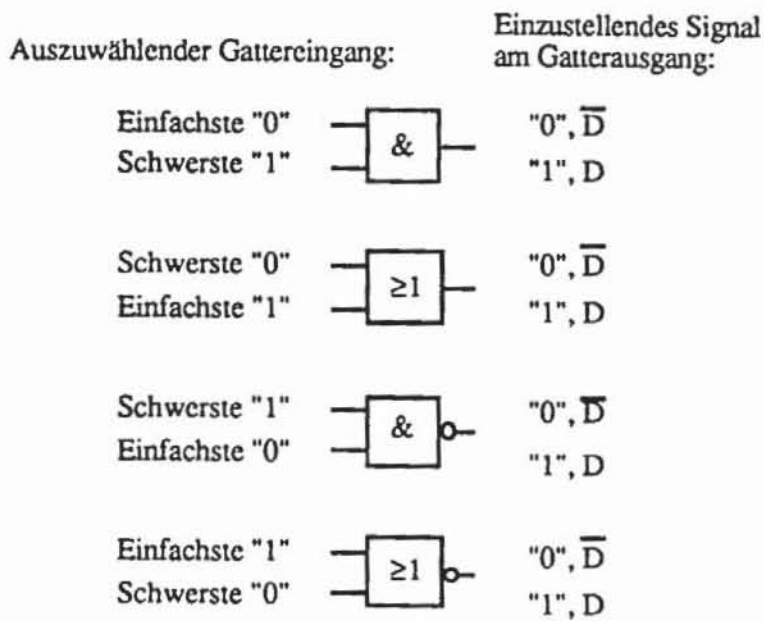 Einzustellendes Signal
Auszuwählender Gattereingang: am Gatterausgang:
Einfachste "0" & "0", D̅
Schwerste "1" "1", D
Schwerste "0" ≥1 "0", D̅
Einfachste "1" "1", D
Schwerste "1" & "0", D̅
Einfachste "0" "1", D
Einfachste "1" ≥1 "0", D̅
Schwerste "0" "1", D